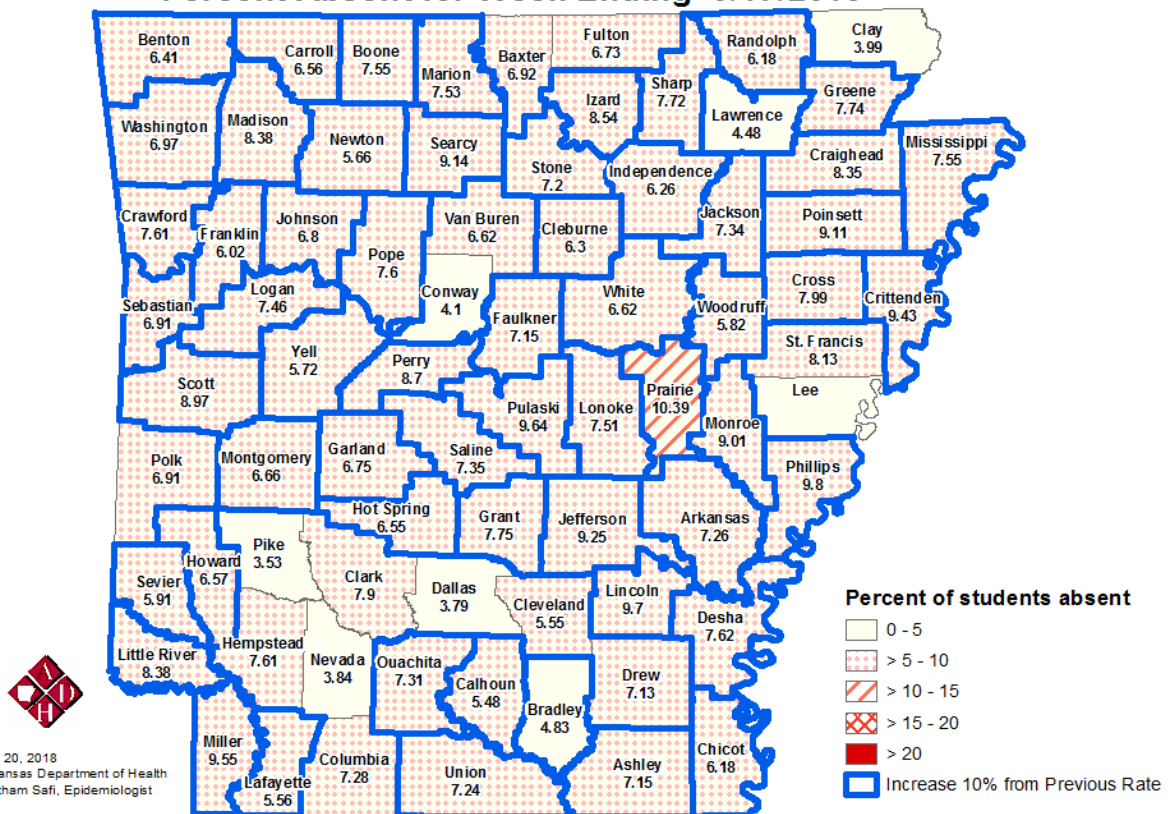 Benton
6.41
Carroll
6.56
Boone
7.55
Marion
7.53
Baxter
6.92
Fulton
6.73
Randolph
6.18
Clay
3.99
Izard
8.54
Sharp
7.72
Lawrence
4.48
Greene
7.74
Washington
6.97
Madison
8.38
Newton
5.66
Searcy
9.14
Stone
7.2
Independence
6.26
Craighead
8.35
Mississippi
7.55
Crawford
7.61
Franklin
6.02
Johnson
6.8
Pope
7.6
Van Buren
6.62
Cleburne
6.3
Jackson
7.34
Poinsett
9.11
Sebastian
6.91
Logan
7.46
Conway
4.1
Faulkner
7.15
White
6.62
Woodruff
5.82
Cross
7.99
Crittenden
9.43
St. Francis
8.13
Scott
8.97
Yell
5.72
Perry
8.7
Pulaski
9.64
Lonoke
7.51
Prairie
10.39
Monroe
9.01
Lee
Phillips
9.8
Polk
6.91
Montgomery
6.66
Garland
6.75
Saline
7.35
Hot Spring
6.55
Grant
7.75
Jefferson
9.25
Arkansas
7.26
Sevier
5.91
Howard
6.57
Pike
3.53
Clark
7.9
Dallas
3.79
Cleveland
5.55
Lincoln
9.7
Desha
7.62
Little River
8.38
Hempstead
7.61
Nevada
3.84
Ouachita
7.31
Calhoun
5.48
Bradley
4.83
Drew
7.13
Miller
9.55
Lafayette
5.56
Columbia
7.28
Union
7.24
Ashley
7.15
Chicot
6.18
Percent of students absent
0 - 5
> 5 - 10
> 10 - 15
> 15 - 20
> 20
Increase 10% from Previous Rate
A
D
H
20, 2018
ansas Department of Health
tham Safi, Epidemiologist